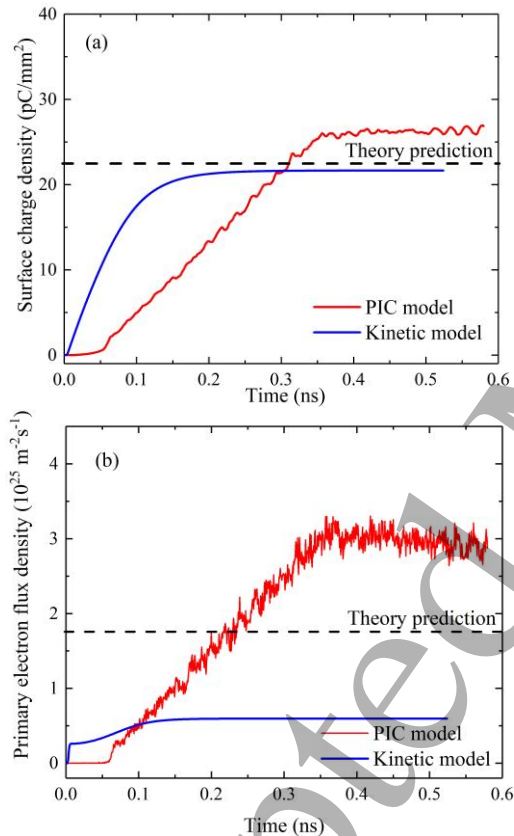 (a)
Surface charge density (pC/mm²)
40
30
20
10
0
Theory prediction
PIC model
Kinetic model
0.0 0.1 0.2 0.3 0.4 0.5 0.6
Time (ns)
(b)
Primary electron flux density (10²⁵ m⁻²s⁻¹)
4
3
2
1
0
Theory prediction
PIC model
Kinetic model
0.0 0.1 0.2 0.3 0.4 0.5 0.6
Time (ns)